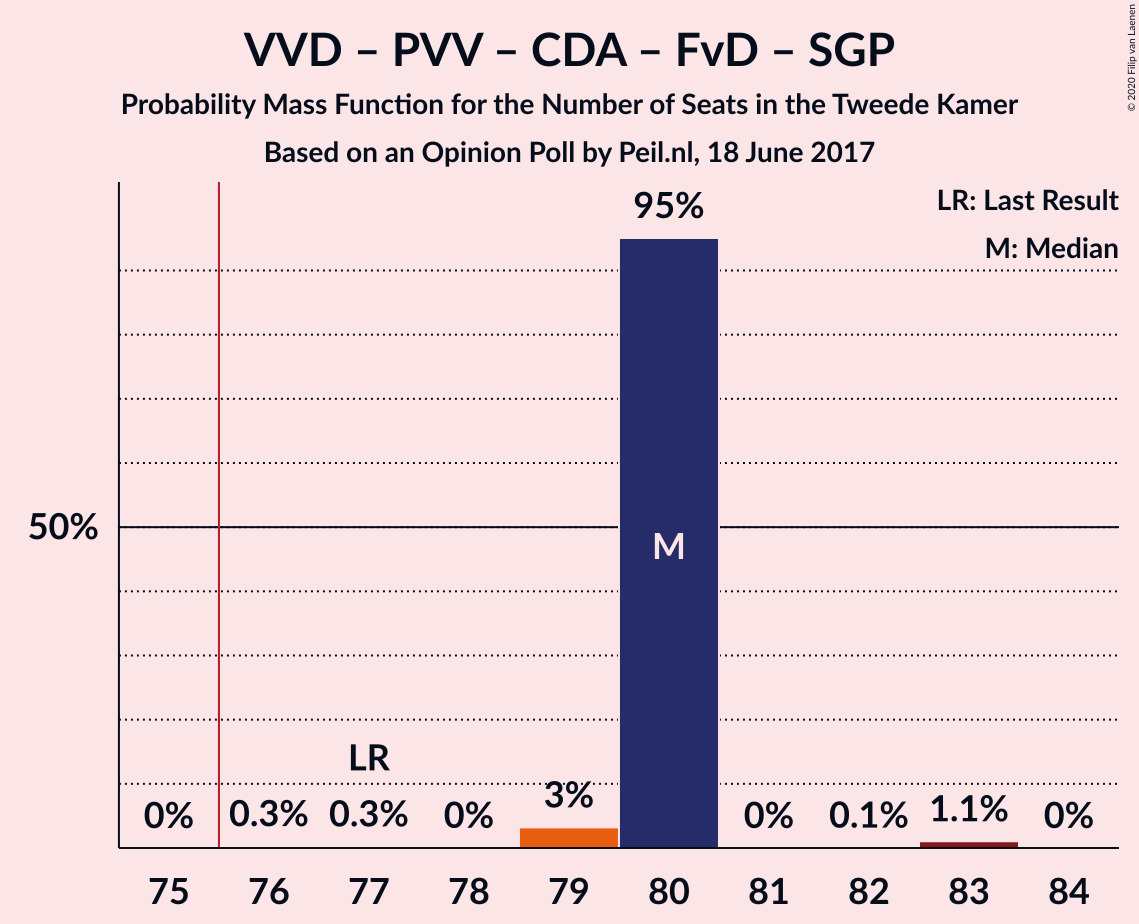 VVD – PVV – CDA – FvD – SGP
Probability Mass Function for the Number of Seats in the Tweede Kamer
Based on an Opinion Poll by Peil.nl, 18 June 2017
© 2020 Filip van Laenen
LR: Last Result
M: Median
95%
50%
M
LR
0% 0.3% 0.3% 0% 3% 0% 0.1% 1.1% 0%
75 76 77 78 79 80 81 82 83 84